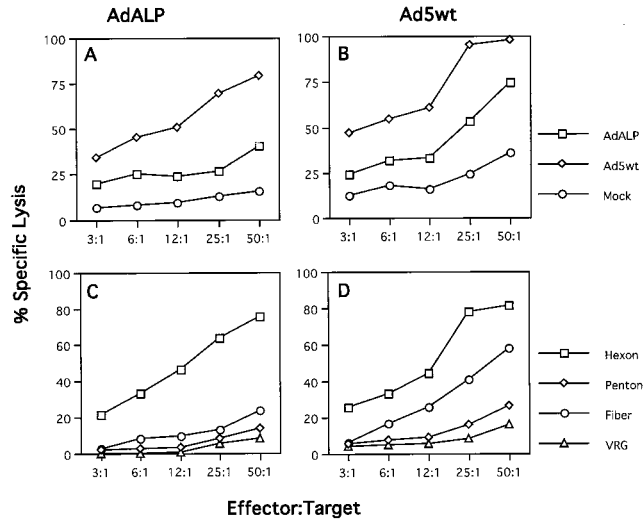 AdALP
Ad5wt
% Specific Lysis
A
100
75
50
25
0
3:1 6:1 12:1 25:1 50:1
B
100
75
50
25
0
3:1 6:1 12:1 25:1 50:1
AdALP
Ad5wt
Mock
C
100
80
60
40
20
0
3:1 6:1 12:1 25:1 50:1
D
100
80
60
40
20
0
3:1 6:1 12:1 25:1 50:1
Hexon
Penton
Fiber
VRG
Effector:Target